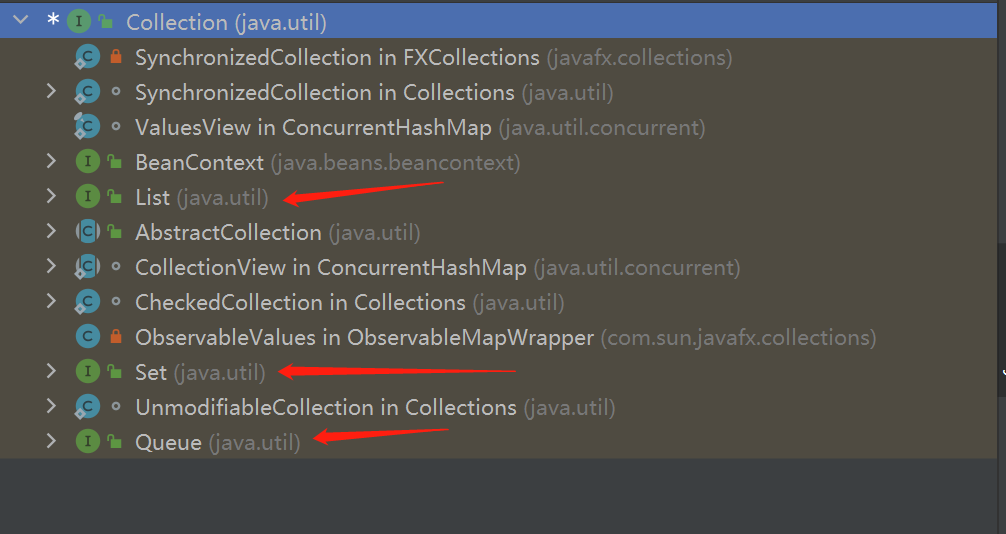 * I Collection (java.util)
C SynchronizedCollection in FXCollections (javafx.collections)
C SynchronizedCollection in Collections (java.util)
C ValuesView in ConcurrentHashMap (java.util.concurrent)
I BeanContext (java.beans.beancontext)
I List (java.util)
C AbstractCollection (java.util)
C CollectionView in ConcurrentHashMap (java.util.concurrent)
C CheckedCollection in Collections (java.util)
C ObservableValues in ObservableMapWrapper (com.sun.javafx.collections)
I Set (java.util)
C UnmodifiableCollection in Collections (java.util)
I Queue (java.util)